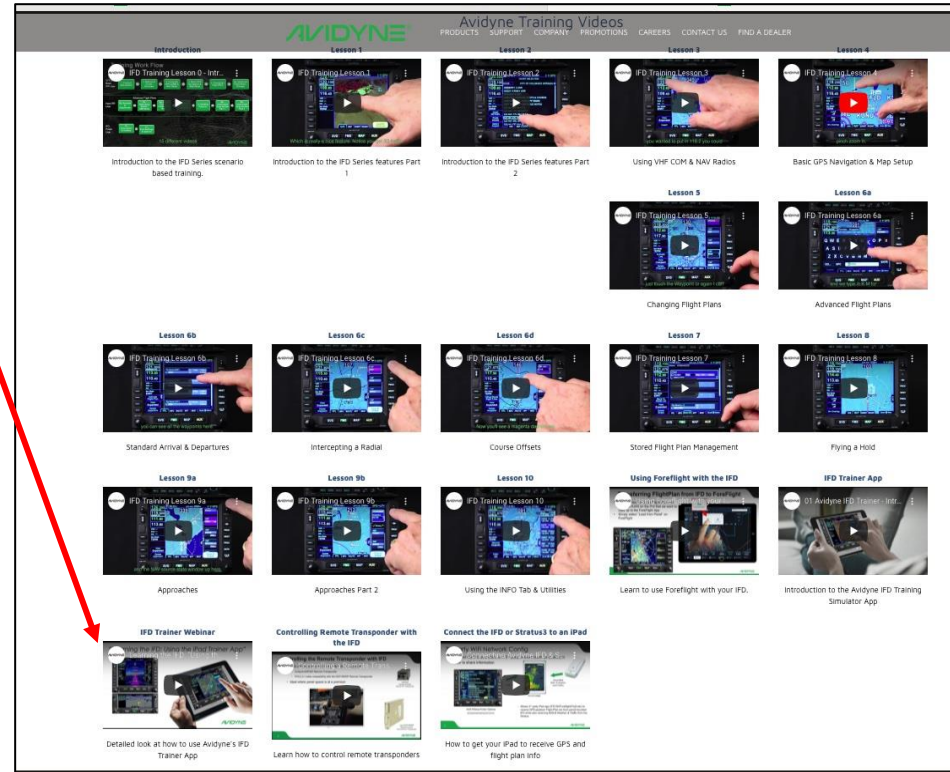 AVIDYNE
Avidyne Training Videos
PRODUCTS SUPPORT COMPANY PROMOTIONS CAREERS CONTACT US FIND A DEALER
Introduction
Lesson 1
Lesson 2
Lesson 3
Lesson 4
IFD Training Lesson 0 - Intr...
IFD Training Lesson 1
IFD Training Lesson 2
IFD Training Lesson 3
IFD Training Lesson 4
Introduction to the IFD Series scenario
based training.
Introduction to the IFD Series features Part
1
Introduction to the IFD Series features Part
2
Using VHF COM & NAV Radios
Basic GPS Navigation & Map Setup
Lesson 5
Lesson 6a
IFD Training Lesson 5
IFD Training Lesson 6a
Changing Flight Plans
Advanced Flight Plans
Lesson 6b
Lesson 6c
Lesson 6d
Lesson 7
Lesson 8
IFD Training Lesson 6b
IFD Training Lesson 6c
IFD Training Lesson 6d
IFD Training Lesson 7
IFD Training Lesson 8
Standard Arrival & Departures
Intercepting a Radial
Course Offsets
Stored Flight Plan Management
Flying a Hold
Lesson 9a
Lesson 9b
Lesson 10
Using Foreflight with the IFD
IFD Trainer App
IFD Training Lesson 9a
IFD Training Lesson 9b
IFD Training Lesson 10
01 Avidyne IFD Trainer - Intr...
Approaches
Approaches Part 2
Using the INFO Tab & Utilities
Learn to use Foreflight with your IFD.
Introduction to the Avidyne IFD Training
Simulator App
IFD Trainer Webinar
Controlling Remote Transponder with
the IFD
Connect the IFD or Stratus3 to an iPad
AVIDYNE
Detailed look at how to use Avidyne's IFD
Trainer App
Learn how to control remote transponders
How to get your iPad to receive GPS and
flight plan info